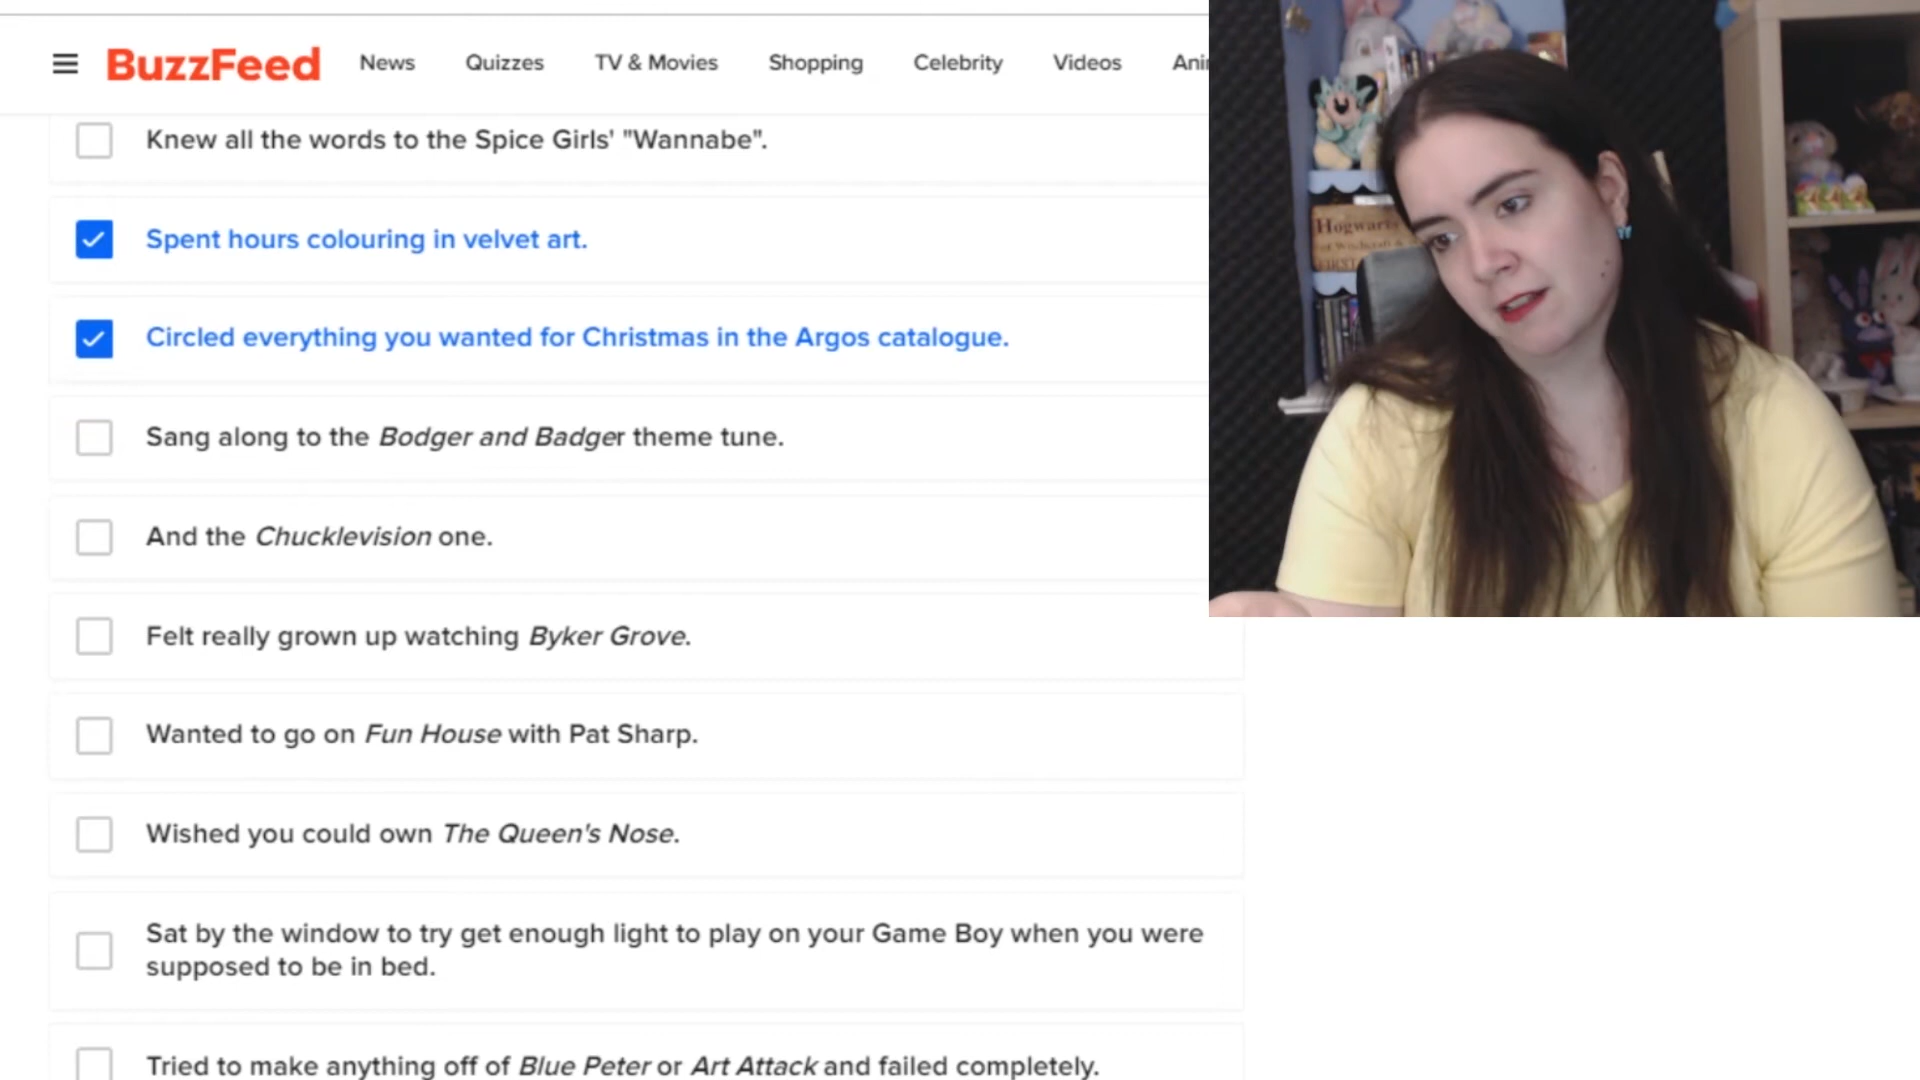 BuzzFeed News Quizzes TV & Movies Shopping Celebrity Videos
Knew all the words to the Spice Girls' "Wannabe".
Spent hours colouring in velvet art.
Circled everything you wanted for Christmas in the Argos catalogue.
Sang along to the Bodger and Badger theme tune.
And the Chucklevision one.
Felt really grown up watching Byker Grove.
Wanted to go on Fun House with Pat Sharp.
Wished you could own The Queen's Nose.
Sat by the window to try get enough light to play on your Game Boy when you were
supposed to be in bed.
Tried to make anything off of Blue Peter or Art Attack and failed completely.
Hogwarts